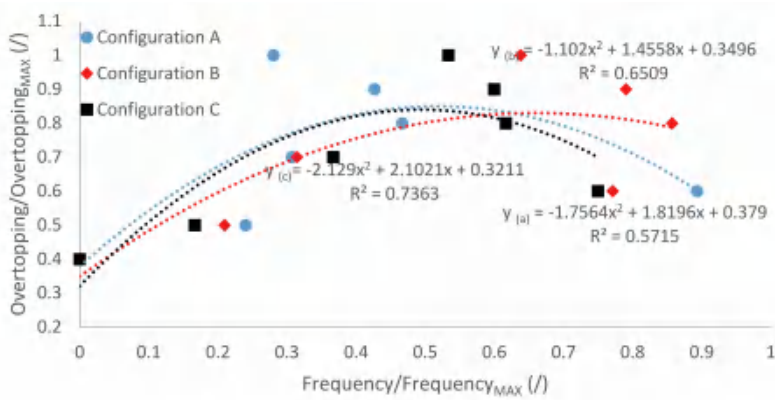 1.1
1
0.9
0.8
0.7
0.6
0.5
0.4
0.3
0.2
Overtopping/Overtopping_MAX (/)
Configuration A
Configuration B
Configuration C
y (b) = -1.102x² + 1.4558x + 0.3496
R² = 0.6509
y (c) = -2.129x² + 2.1021x + 0.3211
R² = 0.7363
y (a) = -1.7564x² + 1.8196x + 0.379
R² = 0.5715
0 0.1 0.2 0.3 0.4 0.5 0.6 0.7 0.8 0.9 1
Frequency/Frequency_MAX (/)